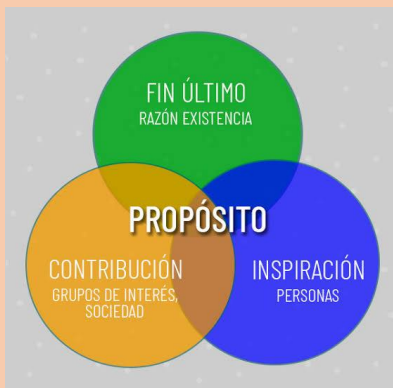 FIN ÚLTIMO
RAZÓN EXISTENCIA
PROPÓSITO
CONTRIBUCIÓN
GRUPOS DE INTERÉS,
SOCIEDAD
INSPIRACIÓN
PERSONAS